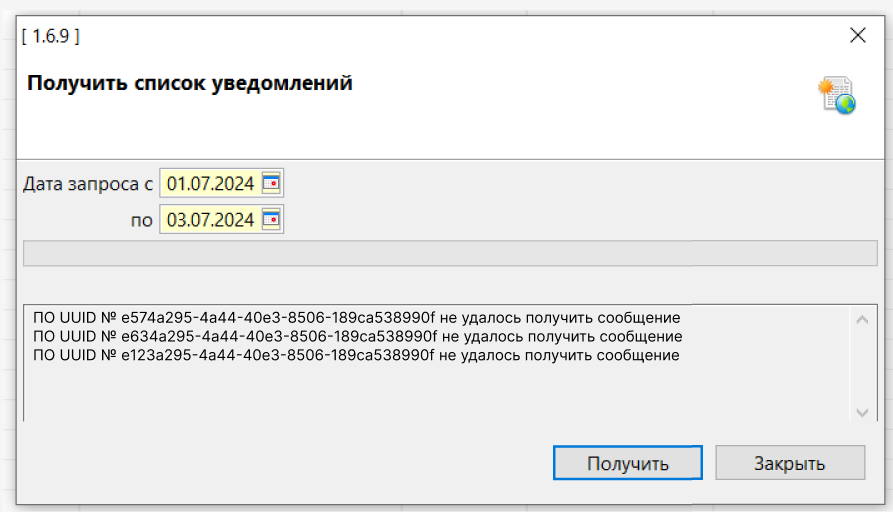 [ 1.6.9 ]
Получить список уведомлений
Дата запроса с 01.07.2024
по 03.07.2024
ПО UUID № e574a295-4a44-40e3-8506-189ca538990f не удалось получить сообщение
ПО UUID № e634a295-4a44-40e3-8506-189ca538990f не удалось получить сообщение
ПО UUID № e123a295-4a44-40e3-8506-189ca538990f не удалось получить сообщение
Получить Закрыть